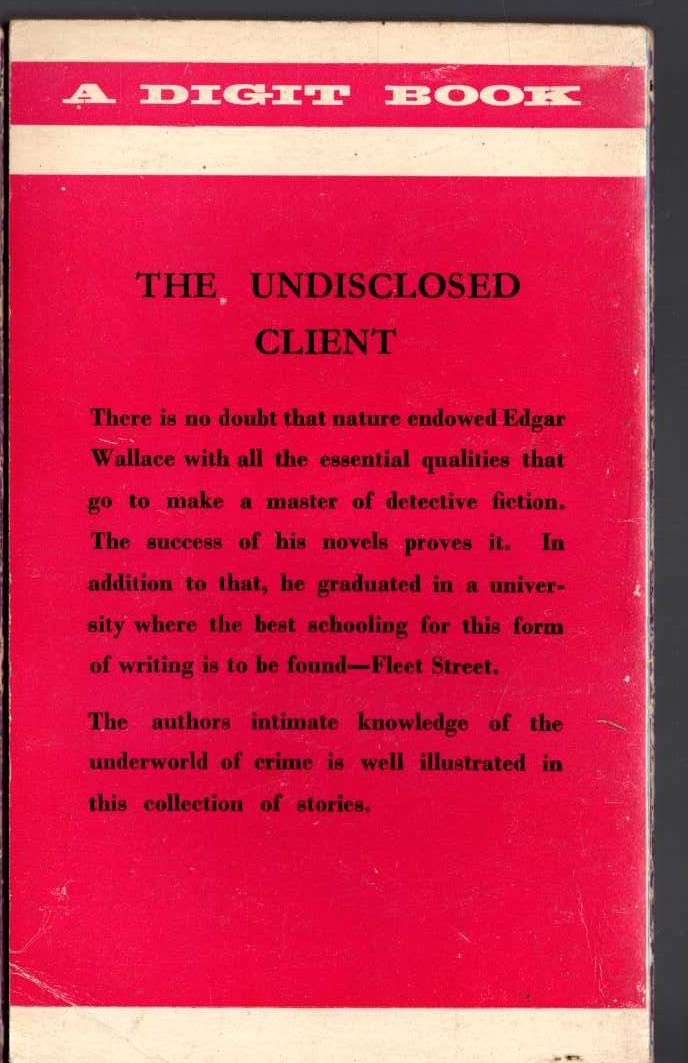 A DIGIT BOOK
THE UNDISCLOSED
CLIENT
There is no doubt that nature endowed Edgar
Wallace with all the essential qualities that
go to make a master of detective fiction.
The success of his novels proves it. In
addition to that, he graduated in a univer-
sity where the best schooling for this form
of writing is to be found—Fleet Street.
The authors intimate knowledge of the
underworld of crime is well illustrated in
this collection of stories.